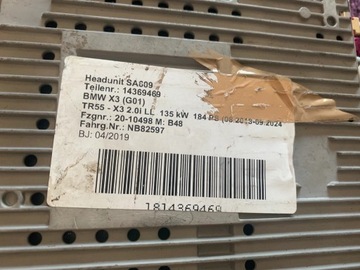 Headunit SA609
Teilenr.: 14369469
BMW X3 (G01)
TR55 - X3 2.0i LL 135 kW 184 PS (08.2013-09.2024
Fzgnr.: 20-10498 M: B48
Fahrg.Nr.: NB82597
BJ: 04/2019
1814369469